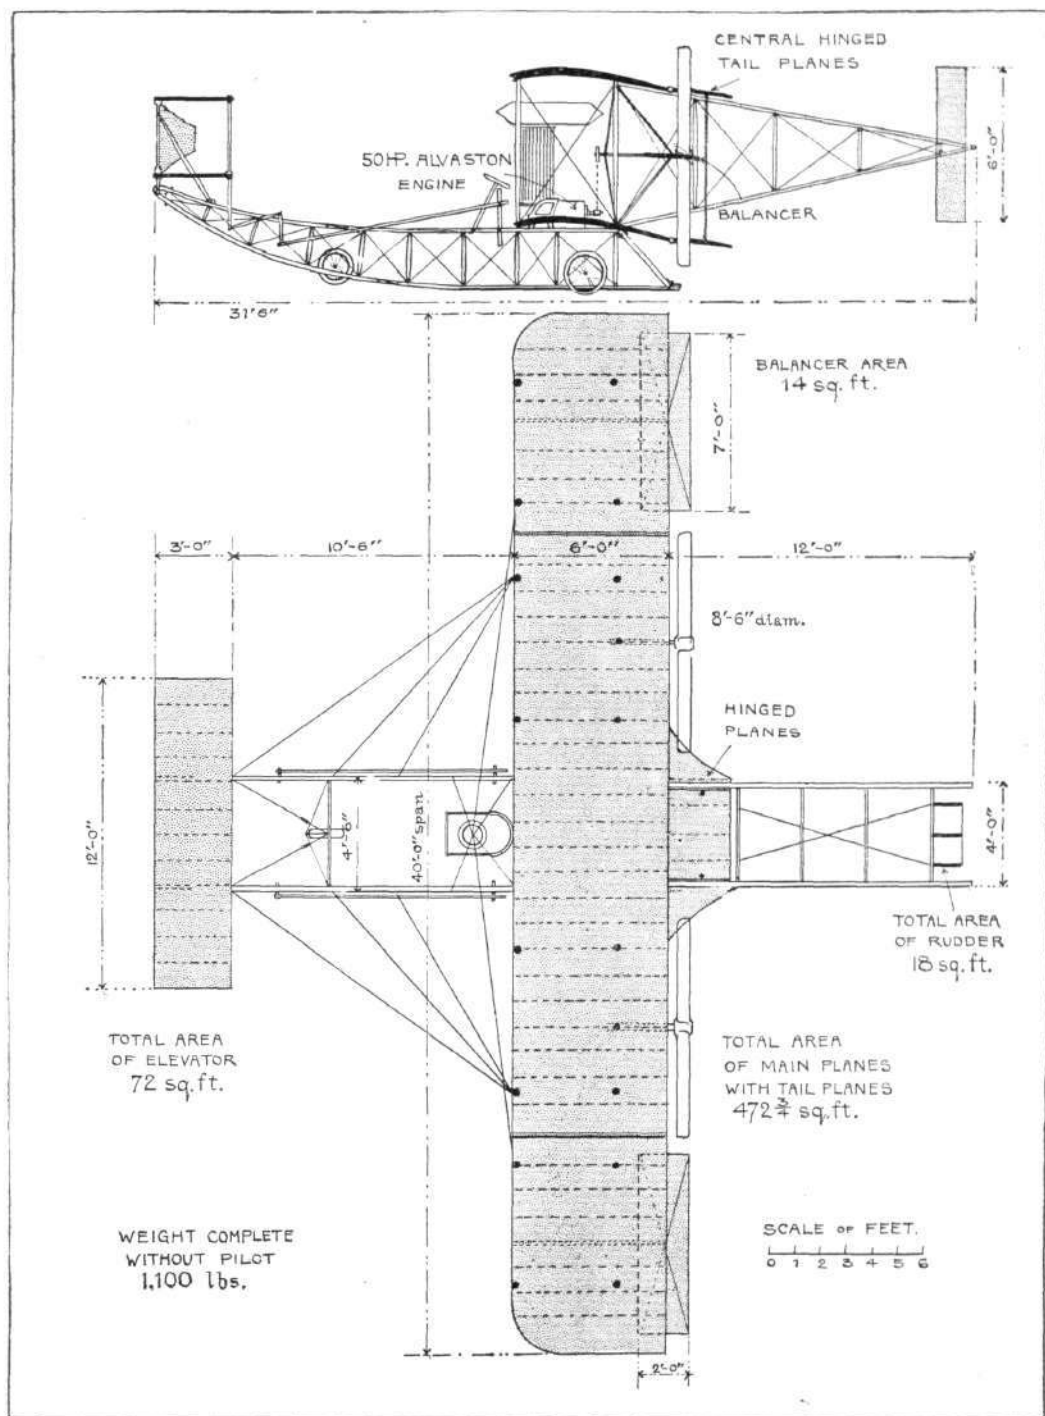 CENTRAL HINGED
TAIL PLANES
50 H.P. ALVASTON
ENGINE
BALANCER
6'-0"
31'6"
BALANCER AREA
14 sq. ft.
7'-0"
3'-0"
10'-6"
6'-0"
12'-0"
8'-6" diam.
HINGED
PLANES
12'-0"
4'-6"
40'-0" span
4'-0"
TOTAL AREA
OF RUDDER
18 sq. ft.
TOTAL AREA
OF ELEVATOR
72 sq. ft.
TOTAL AREA
OF MAIN PLANES
WITH TAIL PLANES
472 3/4 sq. ft.
WEIGHT COMPLETE
WITHOUT PILOT
1,100 lbs.
SCALE OF FEET.
0 1 2 3 4 5 6
2'-0"